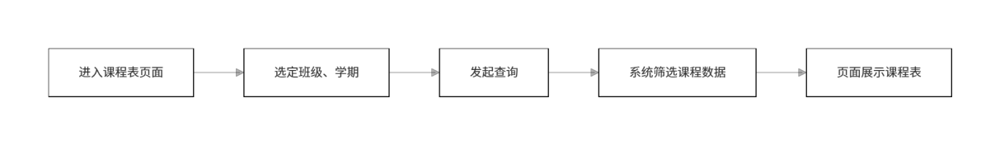 进入课程表页面
选定班级、学期
发起查询
系统筛选课程数据
页面展示课程表